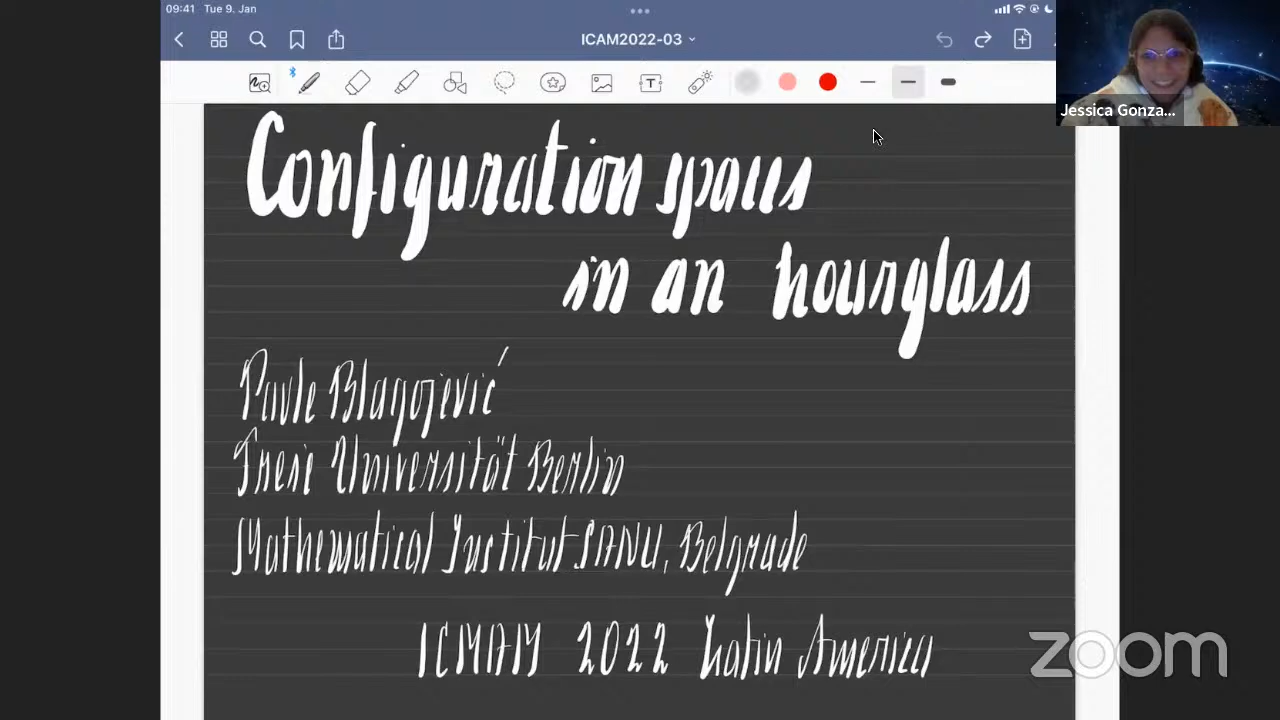 09:41 Tue 9. Jan
ICAM2022-03
T
Jessica Gonza...
Configuration spaces
in an hourglass
Pavle Blagojević
Freie Universität Berlin
Mathematical Institut SANU, Belgrade
ICMAM 2022 Latin America
zoom